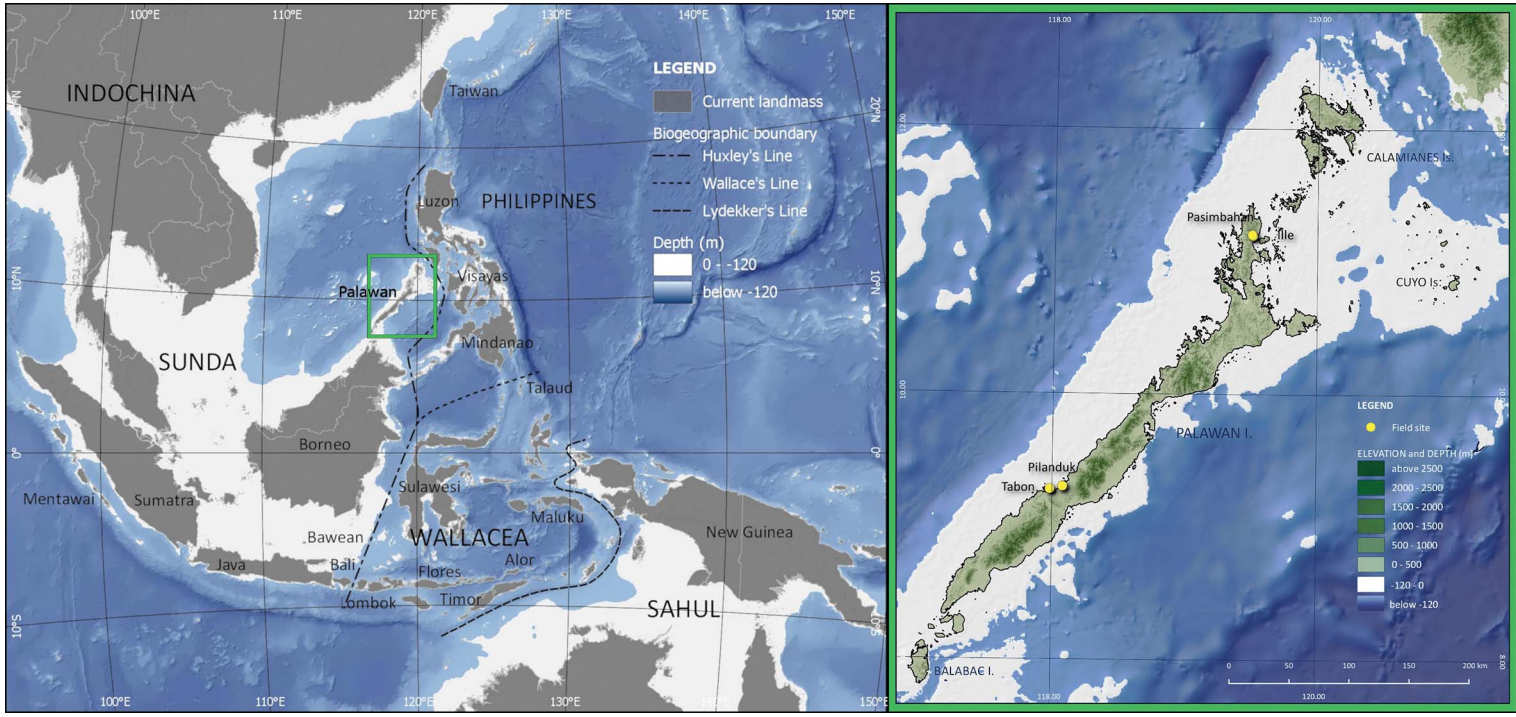 100°E
110°E
120°E
130°E
140°E
150°E
INDOCHINA
Taiwan
20°N
LEGEND
Current landmass
Biogeographic boundary
Huxley's Line
Wallace's Line
Lydekker's Line
Depth (m)
0 - -120
below -120
Luzon
PHILIPPINES
10°N
10°N
Visayas
Palawan
Mindanao
SUNDA
Talaud
Borneo
0°
0°
Mentawai
Sumatra
Sulawesi
Maluku
New Guinea
Bawean
WALLACEA
Java
Bali
Flores
Alor
Lombok
Timor
SAHUL
10°S
10°S
100°E
110°E
120°E
130°E
140°E
150°E
118.00
120.00
12.00
CALAMIANES Is.
Pasimbahan
Ille
CUYO Is.
10.00
LEGEND
Field site
PALAWAN I.
ELEVATION and DEPTH (m)
above 2500
2000 - 2500
1500 - 2000
1000 - 1500
500 - 1000
0 - 500
-120 - 0
below -120
Pilanduk
Tabon
BALABAC I.
8.00
0 50 100 150 200 km
118.00
120.00